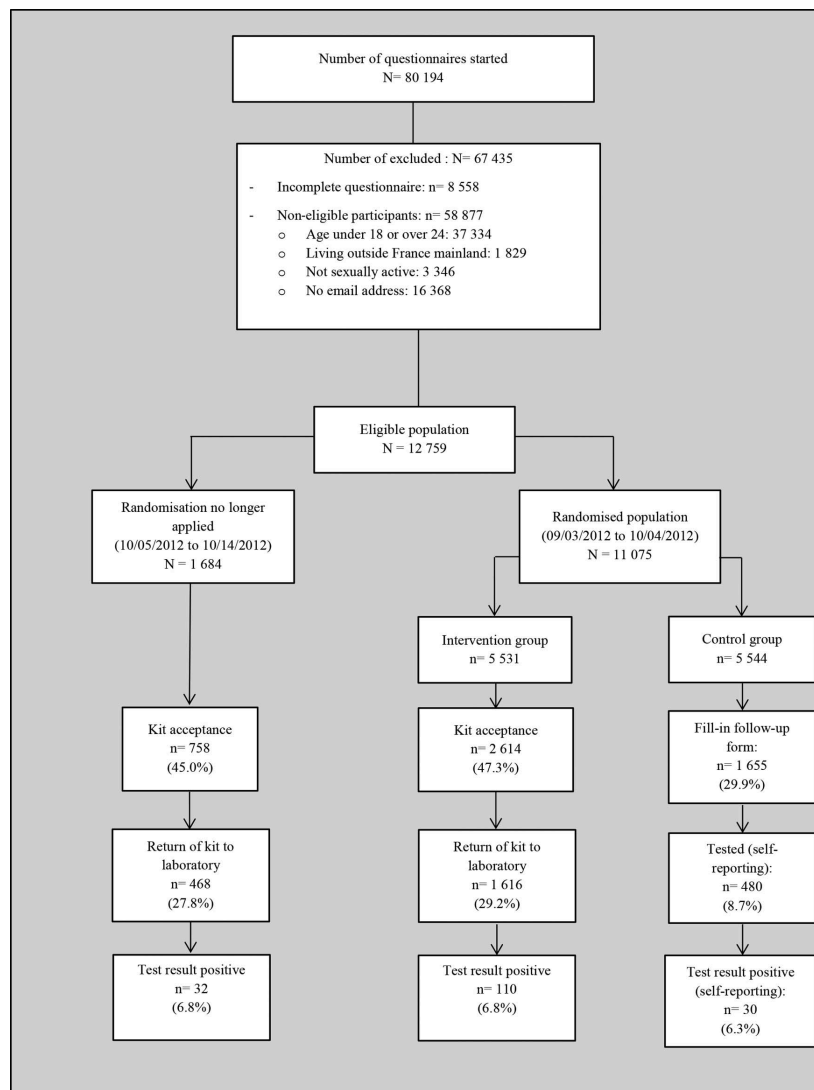 Number of questionnaires started
N= 80 194
Number of excluded : N= 67 435
- Incomplete questionnaire: n= 8 558
- Non-eligible participants: n= 58 877
o Age under 18 or over 24: 37 334
o Living outside France mainland: 1 829
o Not sexually active: 3 346
o No email address: 16 368
Eligible population
N = 12 759
Randomisation no longer
applied
(10/05/2012 to 10/14/2012)
N = 1 684
Randomised population
(09/03/2012 to 10/04/2012)
N = 11 075
Intervention group
n= 5 531
Control group
n= 5 544
Kit acceptance
n= 758
(45.0%)
Kit acceptance
n= 2 614
(47.3%)
Fill-in follow-up
form:
n= 1 655
(29.9%)
Return of kit to
laboratory
n= 468
(27.8%)
Return of kit to
laboratory
n= 1 616
(29.2%)
Tested (self-
reporting):
n= 480
(8.7%)
Test result positive
n= 32
(6.8%)
Test result positive
n= 110
(6.8%)
Test result positive
(self-reporting):
n= 30
(6.3%)